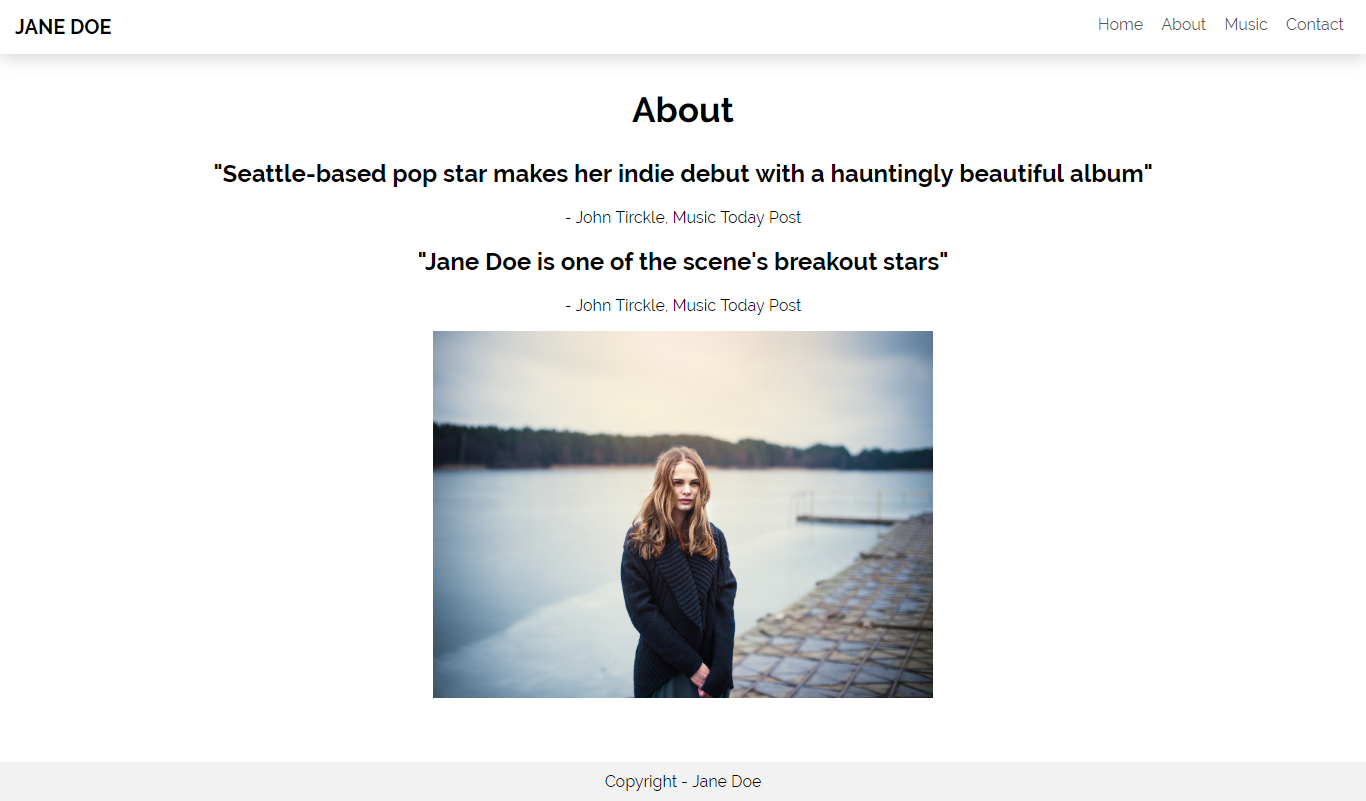 JANE DOE
Home About Music Contact
About
"Seattle-based pop star makes her indie debut with a hauntingly beautiful album"
- John Tirckle, Music Today Post
"Jane Doe is one of the scene's breakout stars"
- John Tirckle, Music Today Post
Copyright - Jane Doe